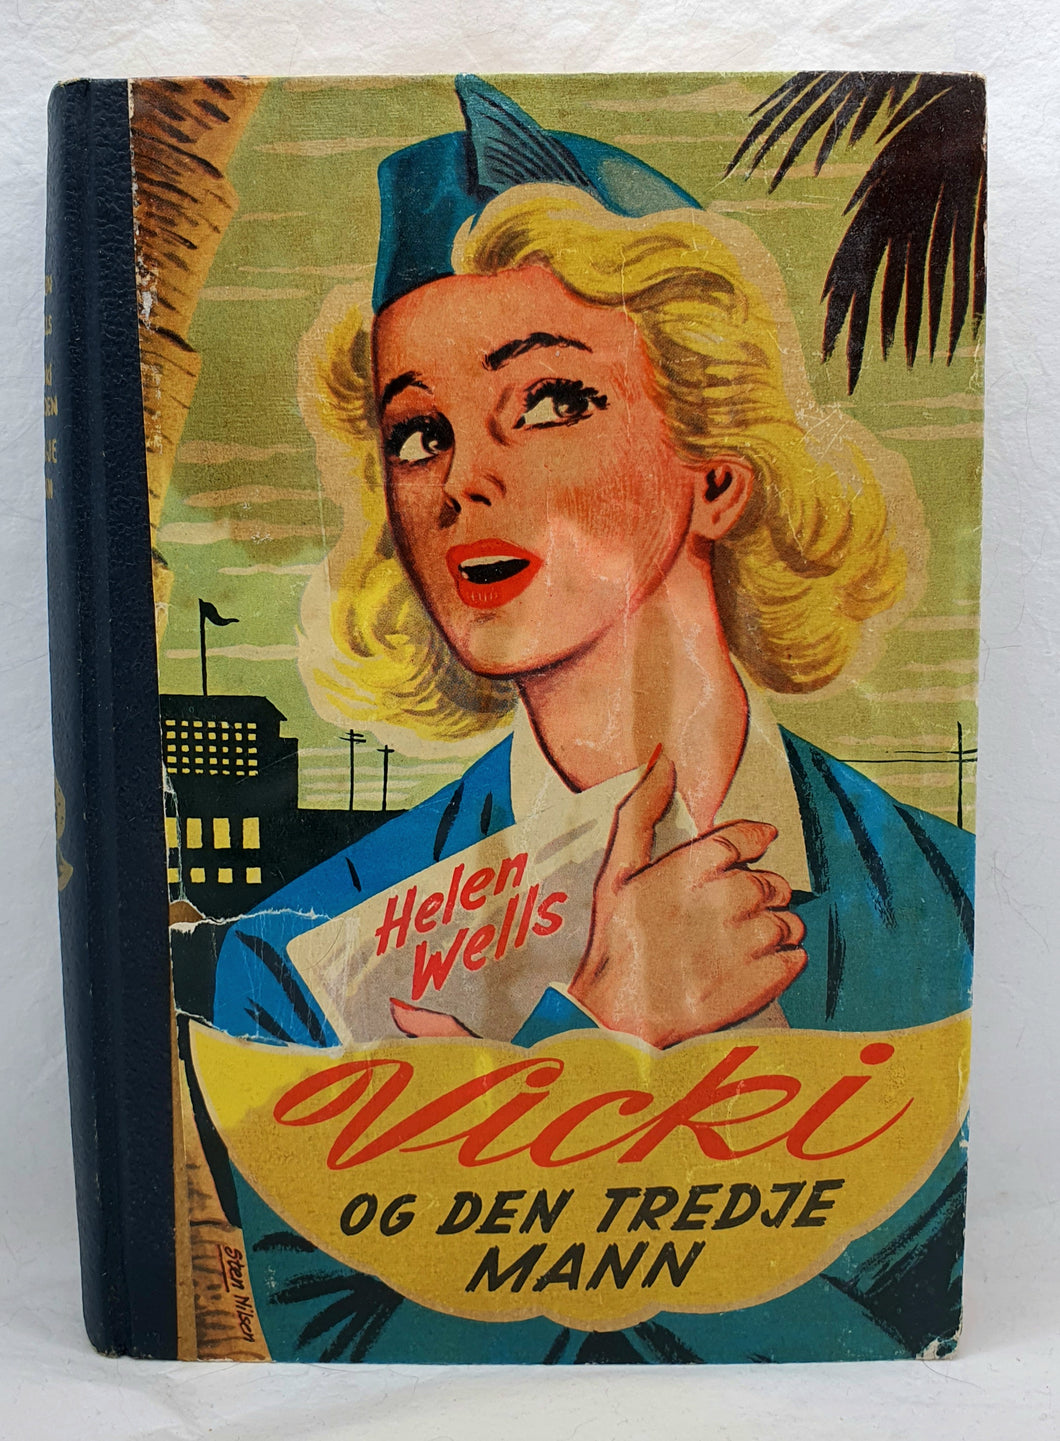 Helen
Wells
Vicki
OG DEN TREDJE
MANN
Sten Nilsen